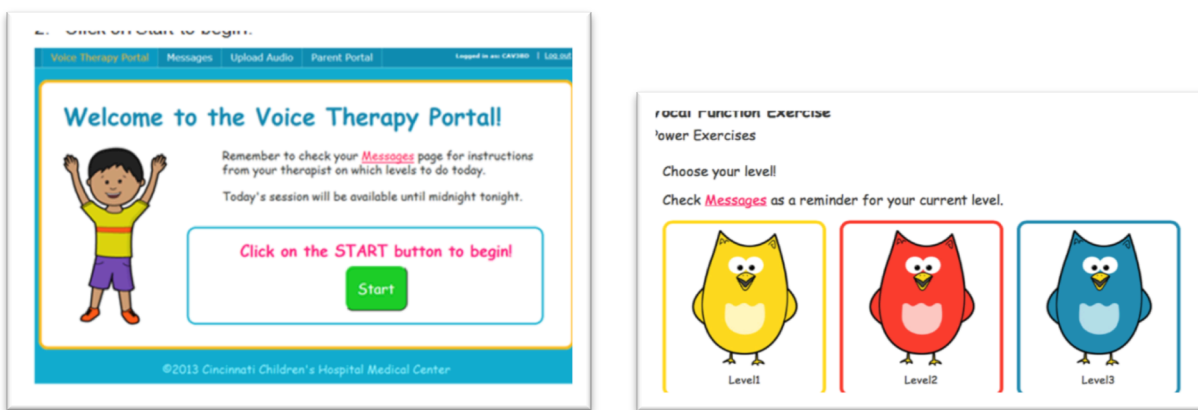 2. Click on Start to begin.
Voice Therapy Portal Messages Upload Audio Parent Portal Logged in as: CAV3BD | Log out
Welcome to the Voice Therapy Portal!
Remember to check your Messages page for instructions
from your therapist on which levels to do today.
Today's session will be available until midnight tonight.
Click on the START button to begin!
Start
©2013 Cincinnati Children's Hospital Medical Center
Vocal Function Exercise
Power Exercises
Choose your level!
Check Messages as a reminder for your current level.
Level1
Level2
Level3